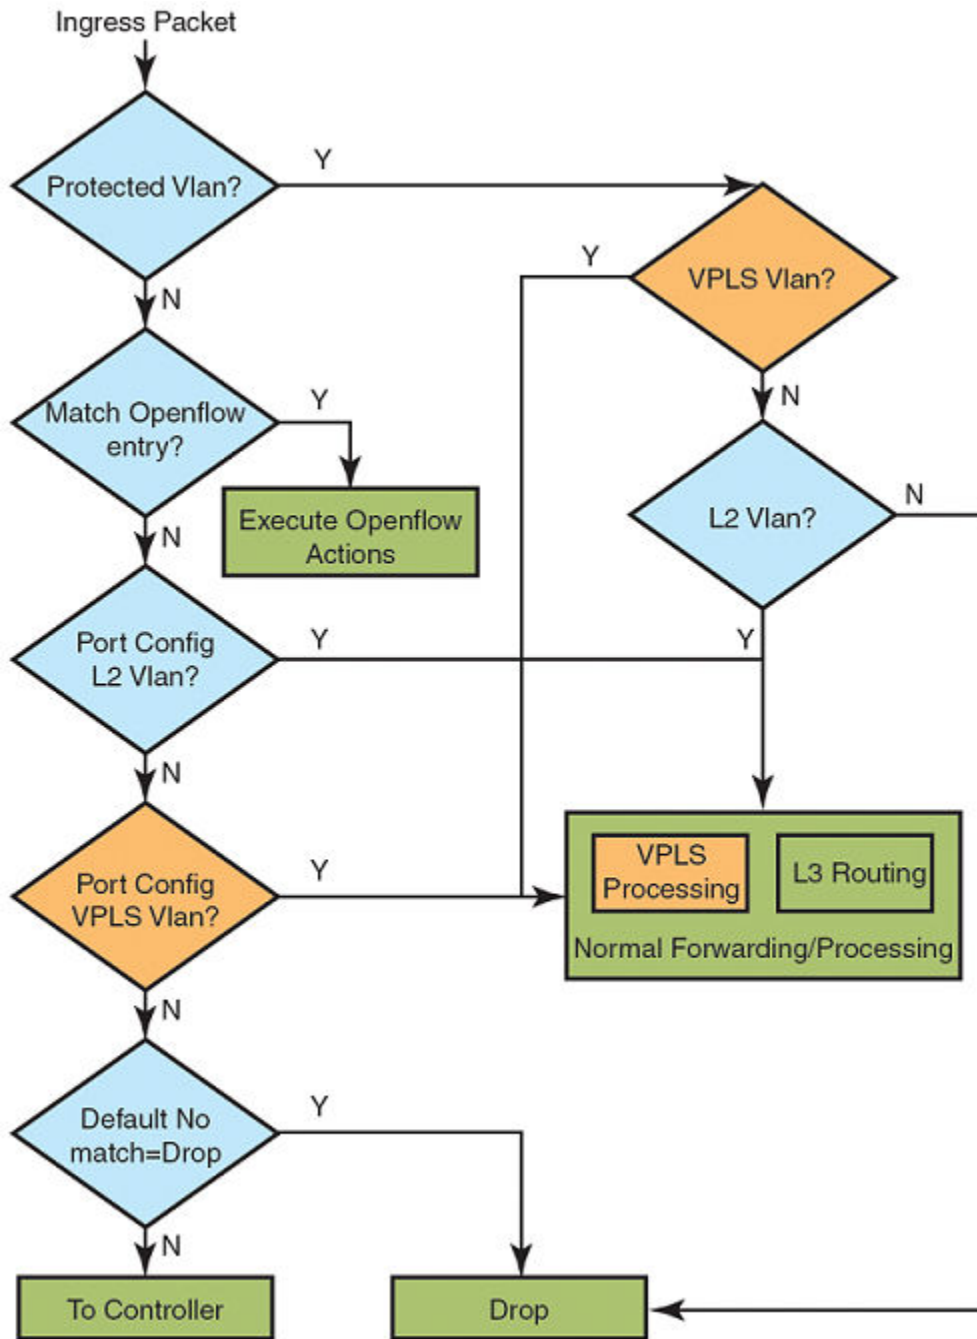 Ingress Packet
Protected Vlan?
Y
N
VPLS Vlan?
Y
N
Match Openflow
entry?
Y
N
Execute Openflow
Actions
L2 Vlan?
N
Y
Port Config
L2 Vlan?
Y
N
Port Config
VPLS Vlan?
Y
N
VPLS
Processing
L3 Routing
Normal Forwarding/Processing
Default No
match=Drop
Y
N
To Controller
Drop